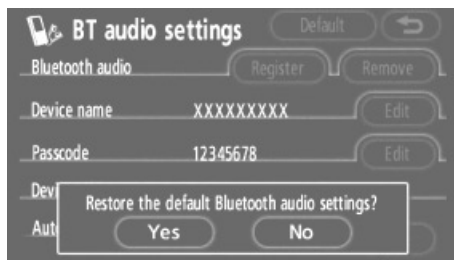 BT audio settings Default
Bluetooth audio Register Remove
Device name XXXXXXXXX Edit
Passcode 12345678 Edit
Devi
Restore the default Bluetooth audio settings?
Aut
Yes No